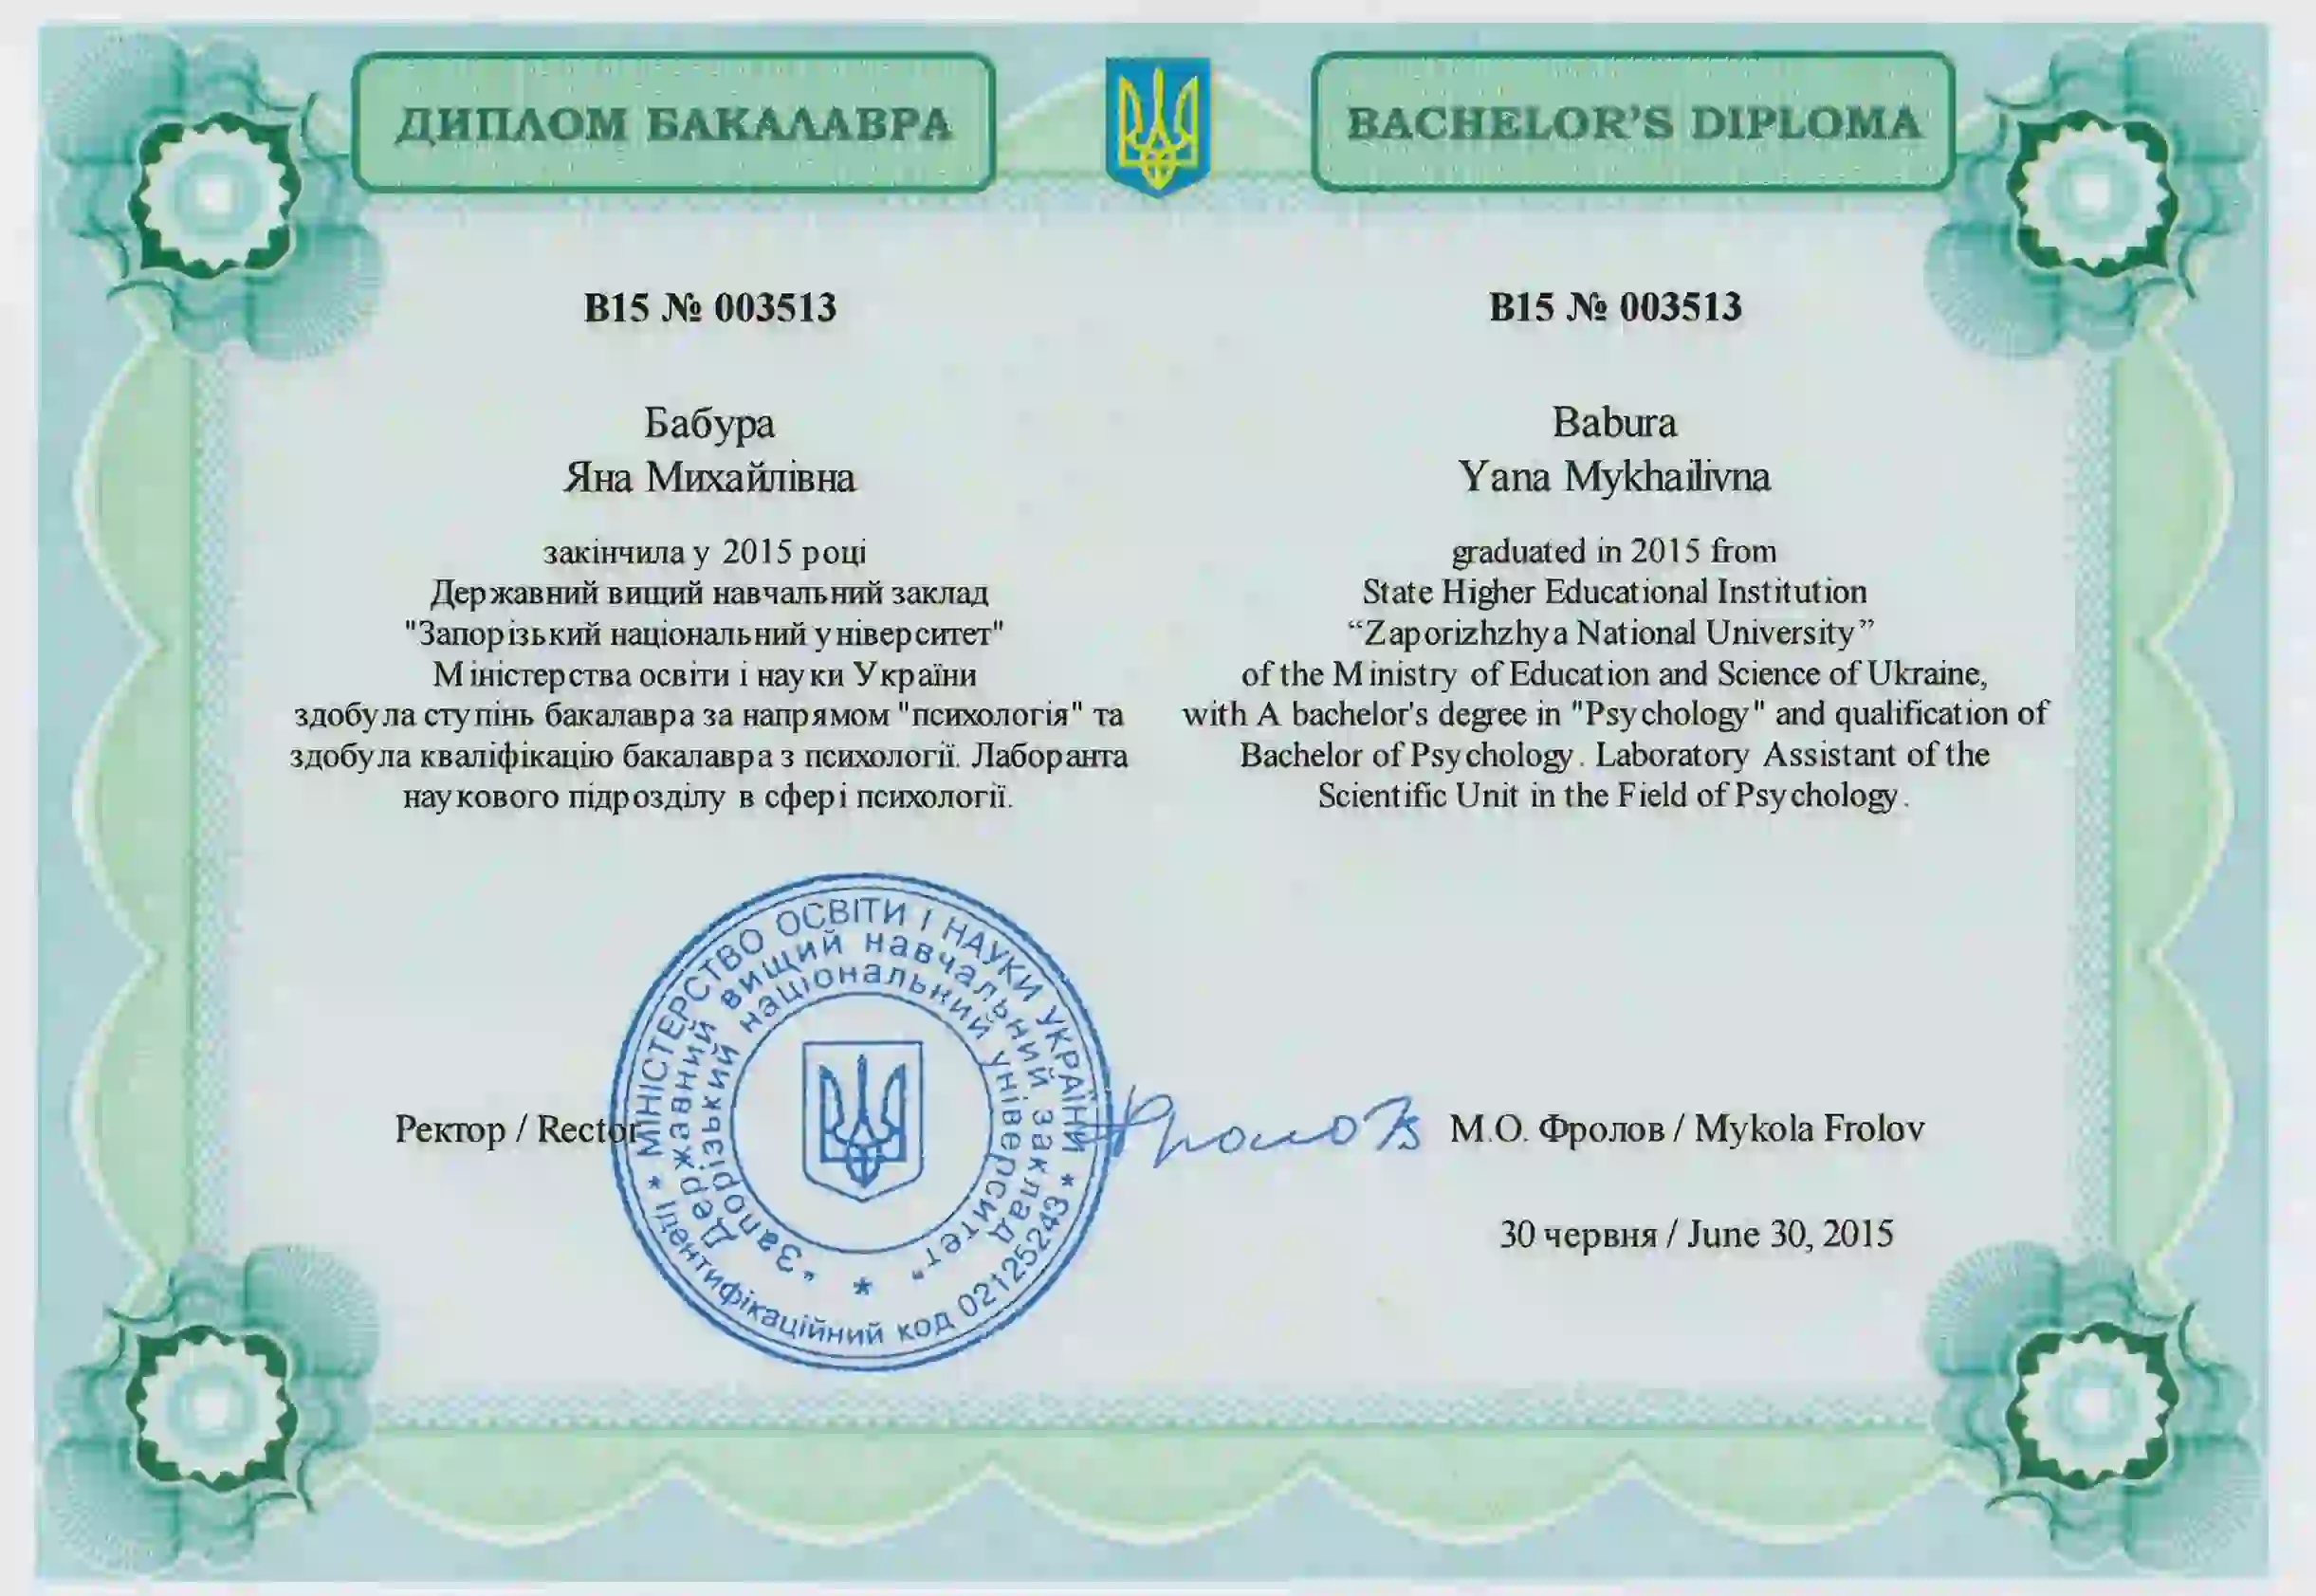 ДИПЛОМ БАКАЛАВРА
B15 № 003513
Бабура
Яна Михайлівна
закінчила у 2015 році
Державний вищий навчальний заклад
"Запорізький національний університет"
Міністерства освіти і науки України
здобула ступінь бакалавра за напрямом "психологія" та
здобула кваліфікацію бакалавра з психології. Лаборанта
наукового підрозділу в сфері психології.
BACHELOR'S DIPLOMA
B15 № 003513
Babura
Yana Mykhailivna
graduated in 2015 from
State Higher Educational Institution
“Zaporizhzhya National University”
of the Ministry of Education and Science of Ukraine,
with A bachelor's degree in "Psychology" and qualification of
Bachelor of Psychology. Laboratory Assistant of the
Scientific Unit in the Field of Psychology.
Ректор / Rector
М.О. Фролов / Mykola Frolov
30 червня / June 30, 2015
* МІНІСТЕРСТВО ОСВІТИ І НАУКИ УКРАЇНИ *
Ідентифікаційний код 02125243
Державний вищий навчальний заклад
"Запорізький національний університет"
*
Фролов